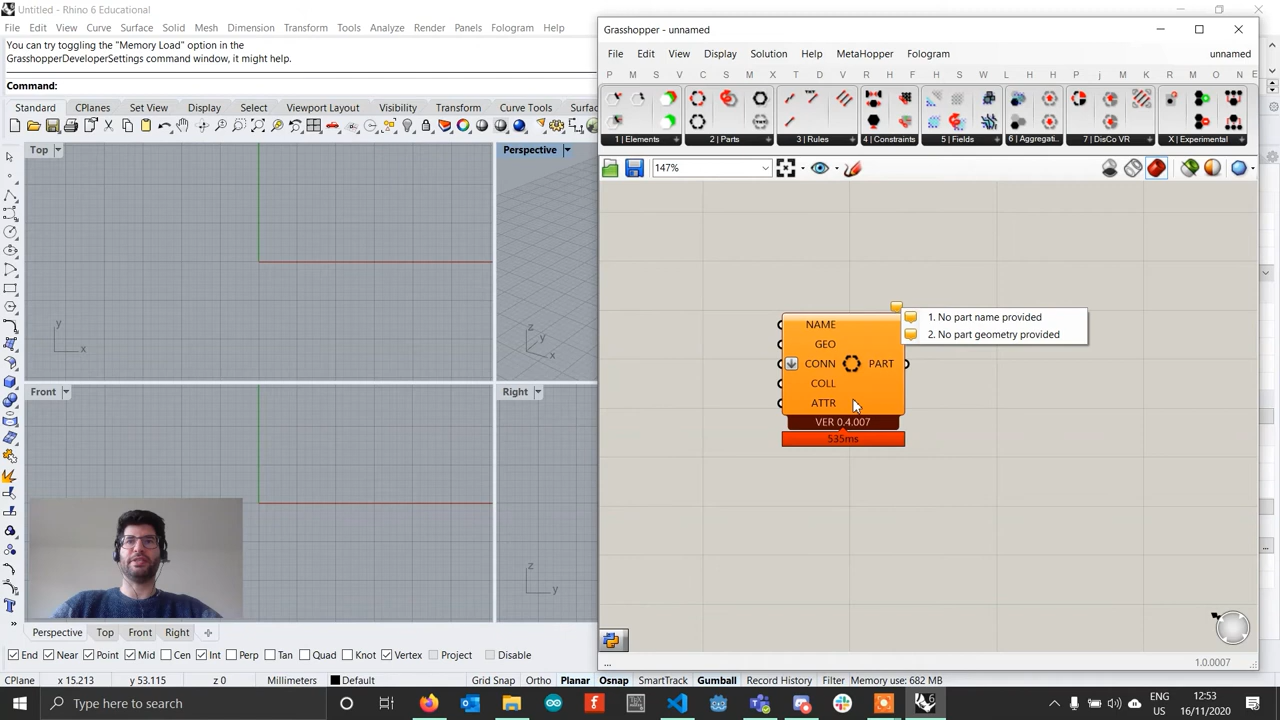 Untitled - Rhino 6 Educational
File Edit View Curve Surface Solid Mesh Dimension Transform Tools Analyze Render Panels Fologram
You can try toggling the "Memory Load" option in the
GrasshopperDeveloperSettings command window, it might help.
Command:
Standard CPlanes Set View Display Select Viewport Layout Visibility Transform Curve Tools Surfac
Top
Perspective
y
x
z
y
x
Front
Right
z
x
z
y
Perspective Top Front Right
End Near Point Mid Cen Int Perp Tan Quad Knot Vertex Project Disable
CPlane x 15.213 y 53.115 z 0 Millimeters Default Grid Snap Ortho Planar Osnap SmartTrack Gumball Record History Filter Memory use: 682 MB
Grasshopper - unnamed
File Edit View Display Solution Help MetaHopper Fologram unnamed
P M S V C S M X T D V R H F H S W L H P j M X R M O N E
1 | Elements 2 | Parts 3 | Rules 4 | Constraints 5 | Fields 6 | Aggregati.. 7 | DisCo VR X | Experimental
147%
1. No part name provided
2. No part geometry provided
NAME
GEO
CONN PART
COLL
ATTR
VER 0.4.007
535ms
...
1.0.0007
Type here to search
ENG
US
12:53
16/11/2020